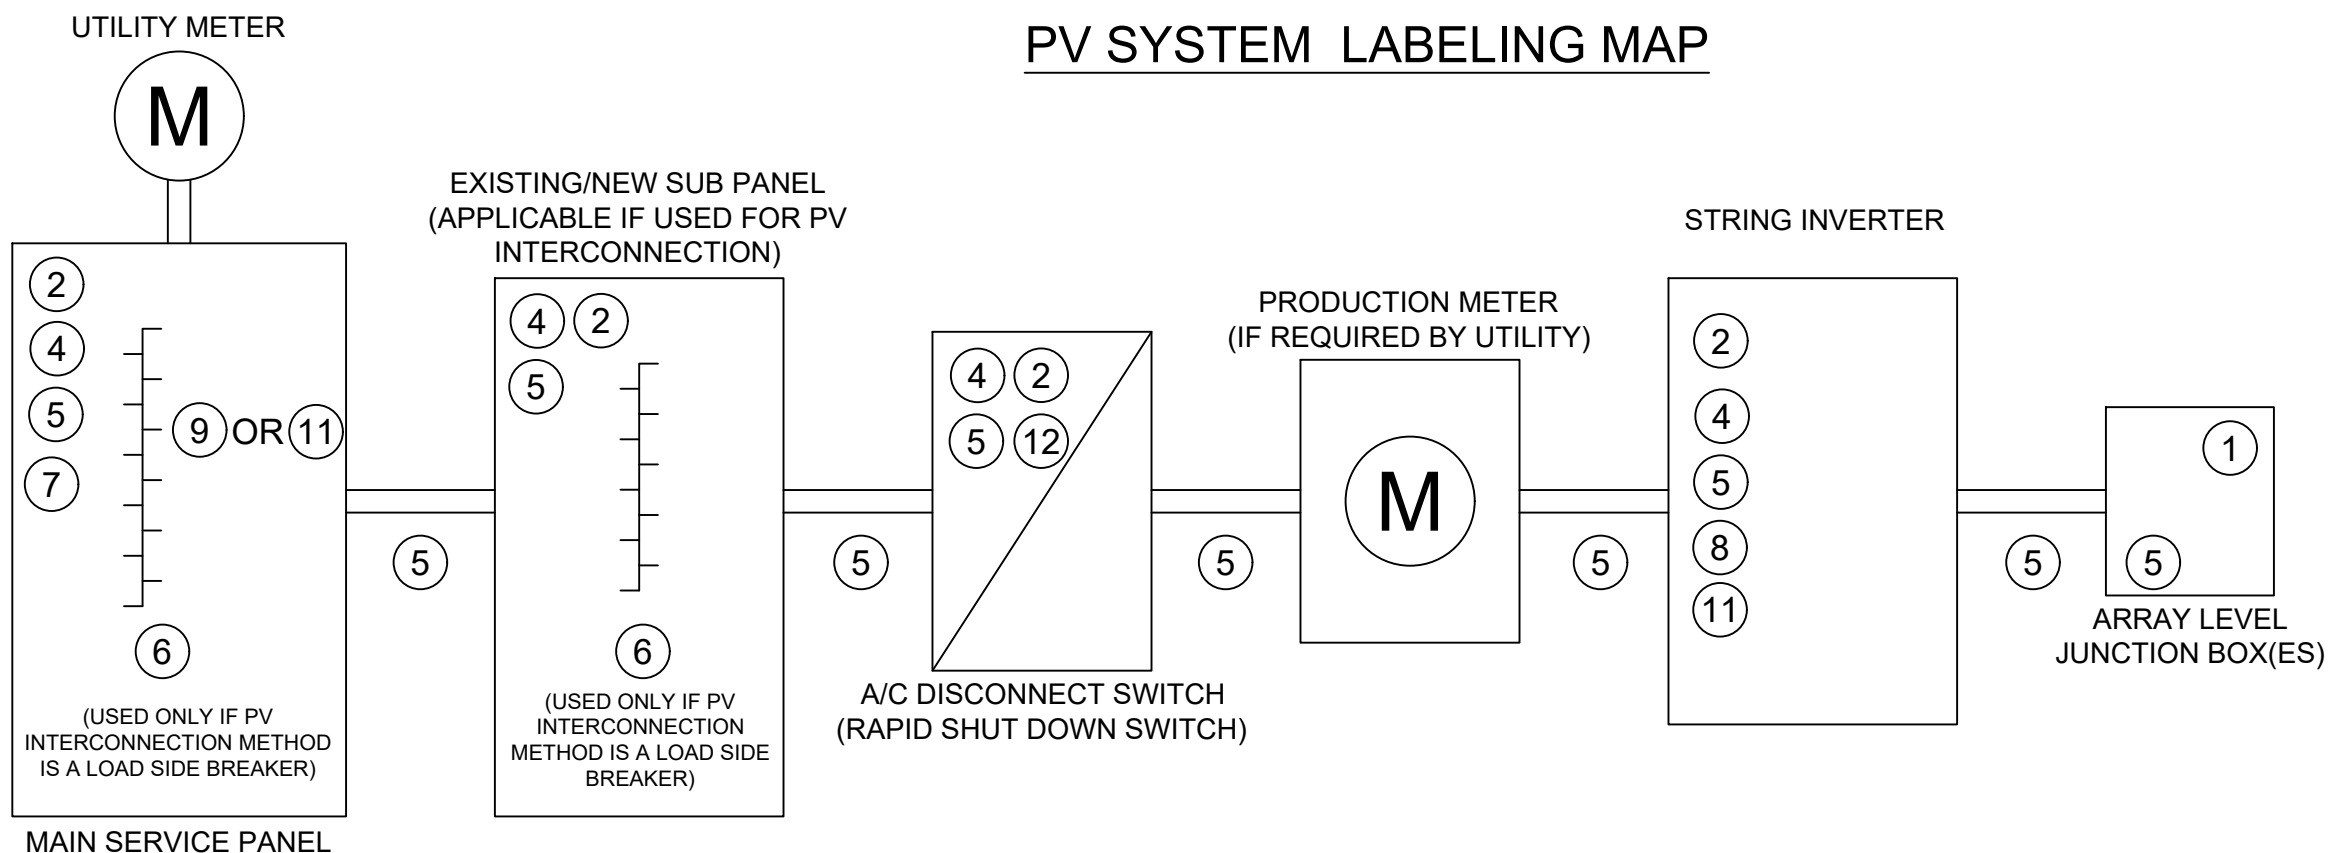 UTILITY METER
M
PV SYSTEM LABELING MAP
EXISTING/NEW SUB PANEL
(APPLICABLE IF USED FOR PV
INTERCONNECTION)
STRING INVERTER
PRODUCTION METER
(IF REQUIRED BY UTILITY)
2
4
5
7
9 OR 11
6
(USED ONLY IF PV
INTERCONNECTION METHOD
IS A LOAD SIDE BREAKER)
MAIN SERVICE PANEL
5
4 2
5
6
(USED ONLY IF PV
INTERCONNECTION
METHOD IS A LOAD SIDE
BREAKER)
5
4 2
5 12
A/C DISCONNECT SWITCH
(RAPID SHUT DOWN SWITCH)
5
M
5
2
4
5
8
11
5
1
5
ARRAY LEVEL
JUNCTION BOX(ES)